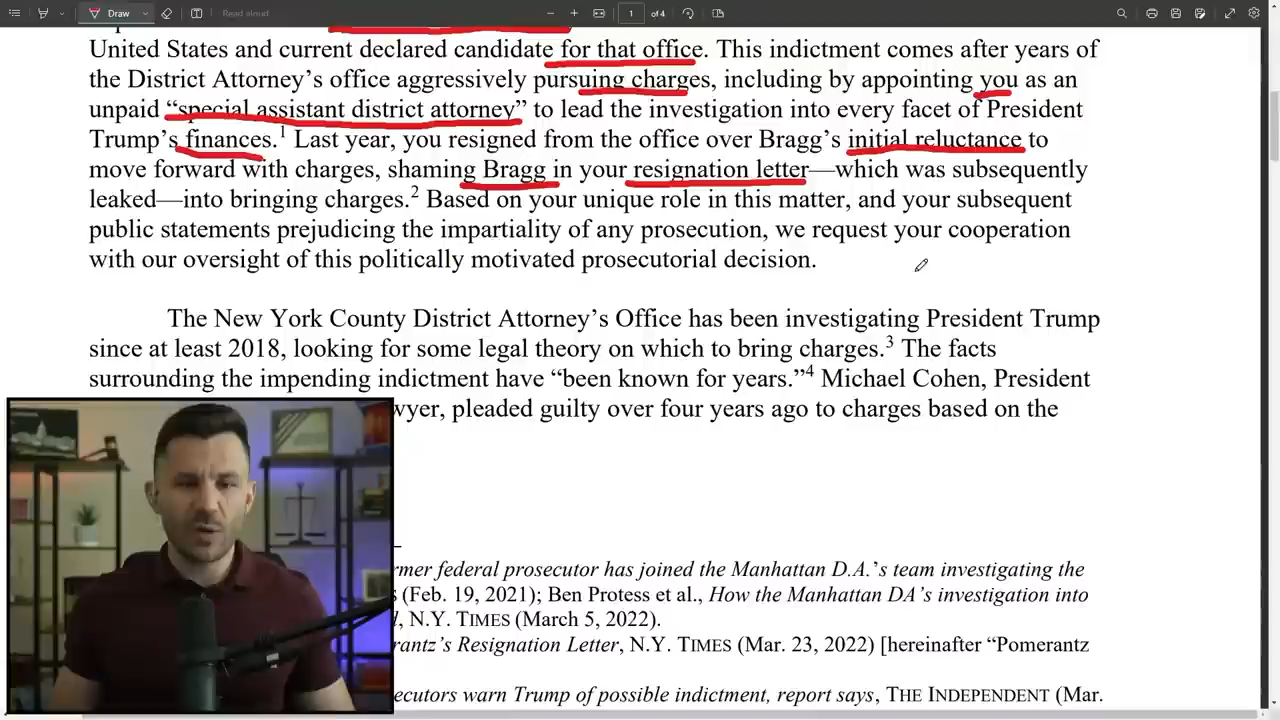 Draw
Read aloud
1
of 4
United States and current declared candidate for that office. This indictment comes after years of
the District Attorney’s office aggressively pursuing charges, including by appointing you as an
unpaid “special assistant district attorney” to lead the investigation into every facet of President
Trump’s finances.1 Last year, you resigned from the office over Bragg’s initial reluctance to
move forward with charges, shaming Bragg in your resignation letter—which was subsequently
leaked—into bringing charges.2 Based on your unique role in this matter, and your subsequent
public statements prejudicing the impartiality of any prosecution, we request your cooperation
with our oversight of this politically motivated prosecutorial decision.
The New York County District Attorney’s Office has been investigating President Trump
since at least 2018, looking for some legal theory on which to bring charges.3 The facts
surrounding the impending indictment have “been known for years.”4 Michael Cohen, President
wyer, pleaded guilty over four years ago to charges based on the
rmer federal prosecutor has joined the Manhattan D.A.’s team investigating the
(Feb. 19, 2021); Ben Protess et al., How the Manhattan DA’s investigation into
, N.Y. TIMES (March 5, 2022).
rantz’s Resignation Letter, N.Y. TIMES (Mar. 23, 2022) [hereinafter “Pomerantz
ecutors warn Trump of possible indictment, report says, THE INDEPENDENT (Mar.